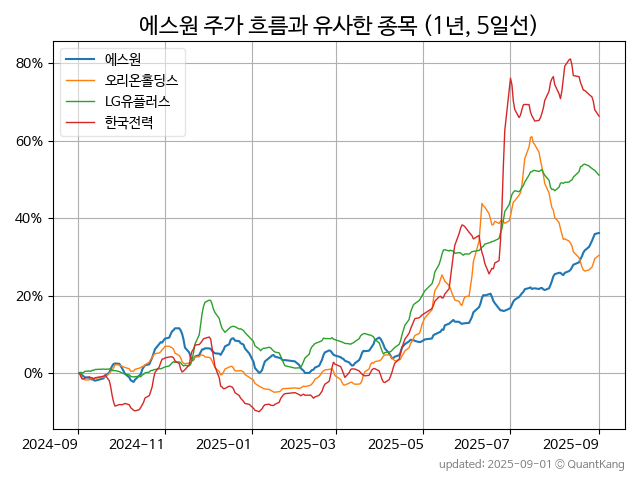 에스원 주가 흐름과 유사한 종목 (1년, 5일선)
에스원
오리온홀딩스
LG유플러스
한국전력
80%
60%
40%
20%
0%
2024-09 2024-11 2025-01 2025-03 2025-05 2025-07 2025-09
updated: 2025-09-01 © QuantKang